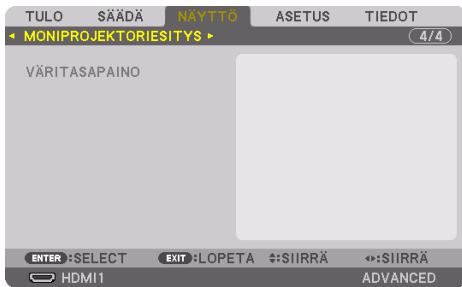 TULO SÄÄDÄ NÄYTTÖ ASETUS TIEDOT
MONIPROJEKTORIESITYS 4/4
VÄRITASAPAINO
ENTER :SELECT EXIT :LOPETA :SIIRRÄ :SIIRRÄ
HDMI1 ADVANCED